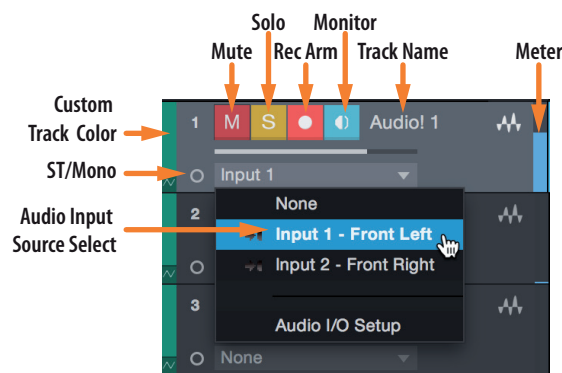 Solo
Monitor
Mute
Rec Arm
Track Name
Meter
Custom
Track Color
1
M
S
Audio! 1
ST/Mono
Input 1
Audio Input
Source Select
None
2
Input 1 - Front Left
Input 2 - Front Right
3
Audio I/O Setup
None